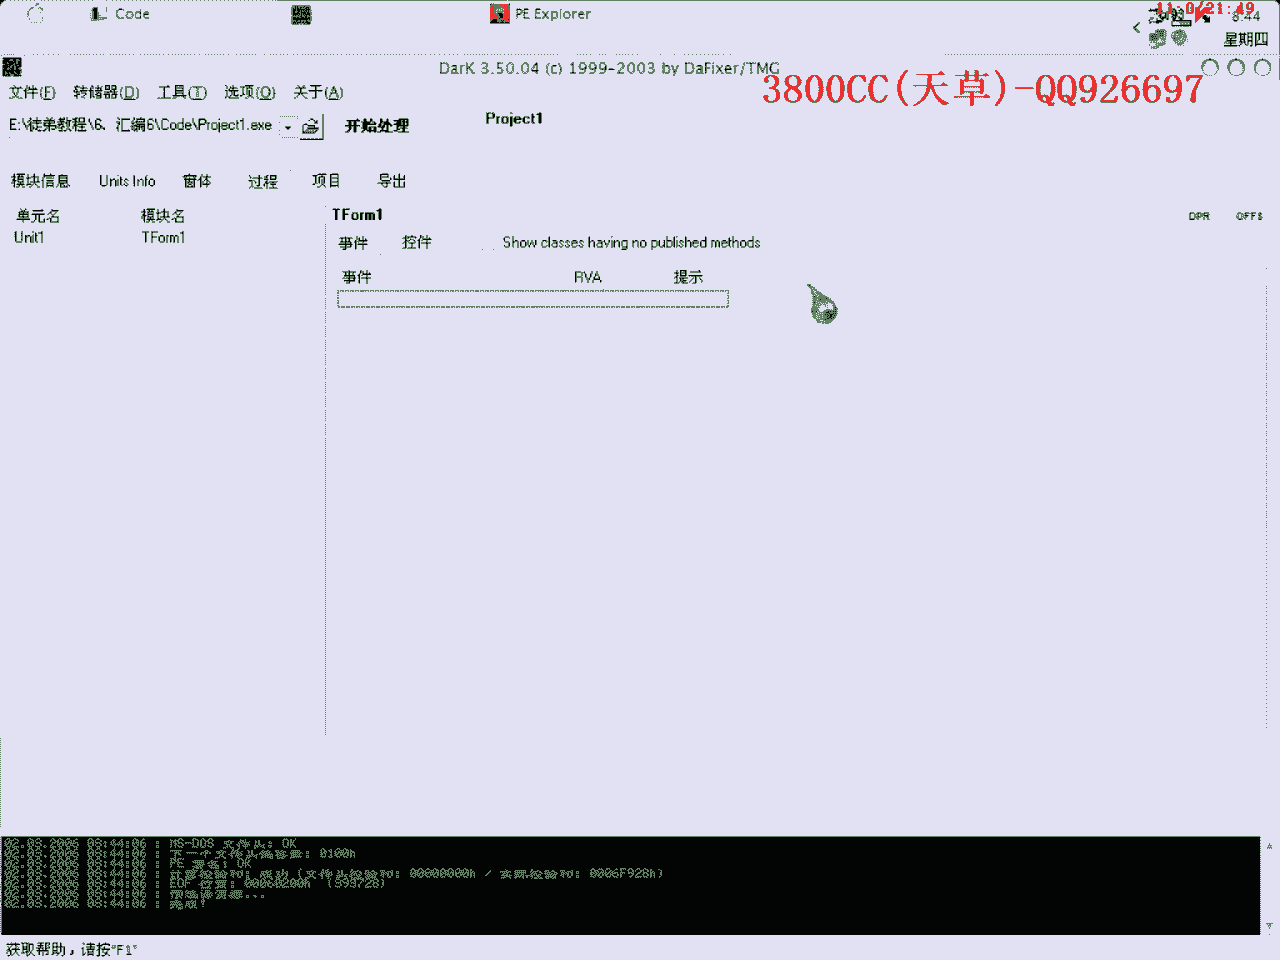 Code
PE Explorer
11:0/21:49
8:44
星期四
DarK 3.50.04 (c) 1999-2003 by DaFixer/TMG
3800CC(天草)-QQ926697
文件(F) 转储器(D) 工具(T) 选项(O) 关于(A)
E:\徒弟教程\6、汇编6\Code\Project1.exe
开始处理
Project1
模块信息 Units Info 窗体 过程 项目 导出
单元名 模块名
Unit1 TForm1
TForm1
DPR OFFS
事件 控件 Show classes having no published methods
事件 RVA 提示
02.03.2006 08:44:06 : MS-DOS 文件头: OK
02.03.2006 08:44:06 : 下一个文件头偏移量: 0100h
02.03.2006 08:44:06 : PE 署名: OK
02.03.2006 08:44:06 : 计算检验和: 成功 (文件头检验和: 00000000h / 实际检验和: 0006F928h)
02.03.2006 08:44:06 : EOF 位置:
02.03.2006 08:44:06 :
02.03.2006 08:44:06 : 完成!
获取帮助，请按"F1"